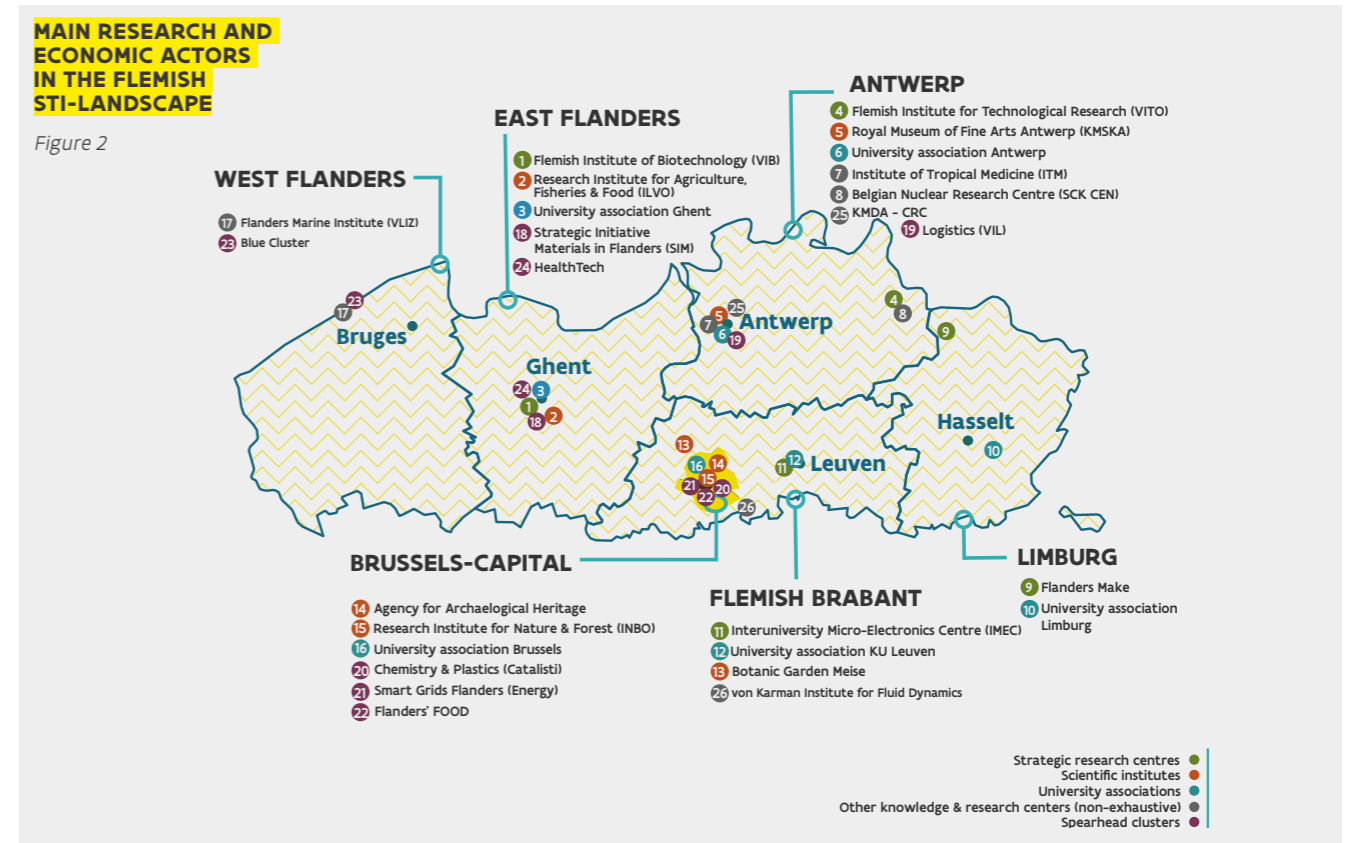 MAIN RESEARCH AND
ECONOMIC ACTORS
IN THE FLEMISH
STI-LANDSCAPE
Figure 2
WEST FLANDERS
17 Flanders Marine Institute (VLIZ)
23 Blue Cluster
EAST FLANDERS
1 Flemish Institute of Biotechnology (VIB)
2 Research Institute for Agriculture,
Fisheries & Food (ILVO)
3 University association Ghent
18 Strategic Initiative
Materials in Flanders (SIM)
24 HealthTech
ANTWERP
4 Flemish Institute for Technological Research (VITO)
5 Royal Museum of Fine Arts Antwerp (KMSKA)
6 University association Antwerp
7 Institute of Tropical Medicine (ITM)
8 Belgian Nuclear Research Centre (SCK CEN)
25 KMDA - CRC
19 Logistics (VIL)
23
17
Bruges
Ghent
24 3
1 2
18
25
5
7 Antwerp
6
19
4
8
9
Hasselt
10
13
16 14
15
21 20
22
26
12
11 Leuven
BRUSSELS-CAPITAL
14 Agency for Archaelogical Heritage
15 Research Institute for Nature & Forest (INBO)
16 University association Brussels
20 Chemistry & Plastics (Catalisti)
21 Smart Grids Flanders (Energy)
22 Flanders' FOOD
FLEMISH BRABANT
11 Interuniversity Micro-Electronics Centre (IMEC)
12 University association KU Leuven
13 Botanic Garden Meise
26 von Karman Institute for Fluid Dynamics
LIMBURG
9 Flanders Make
10 University association
Limburg
Strategic research centres
Scientific institutes
University associations
Other knowledge & research centers (non-exhaustive)
Spearhead clusters